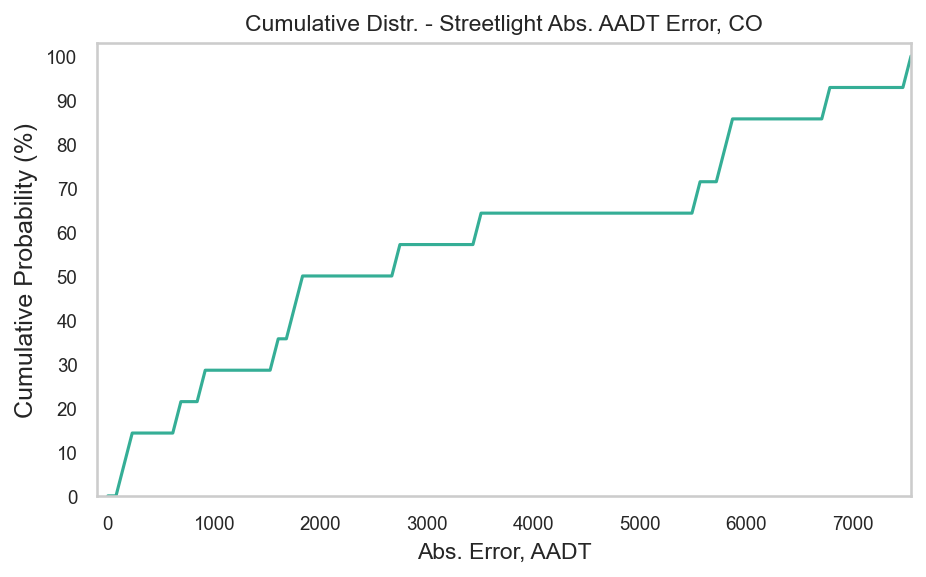 Cumulative Distr. - Streetlight Abs. AADT Error, CO
Cumulative Probability (%)
100
90
80
70
60
50
40
30
20
10
0
0 1000 2000 3000 4000 5000 6000 7000
Abs. Error, AADT